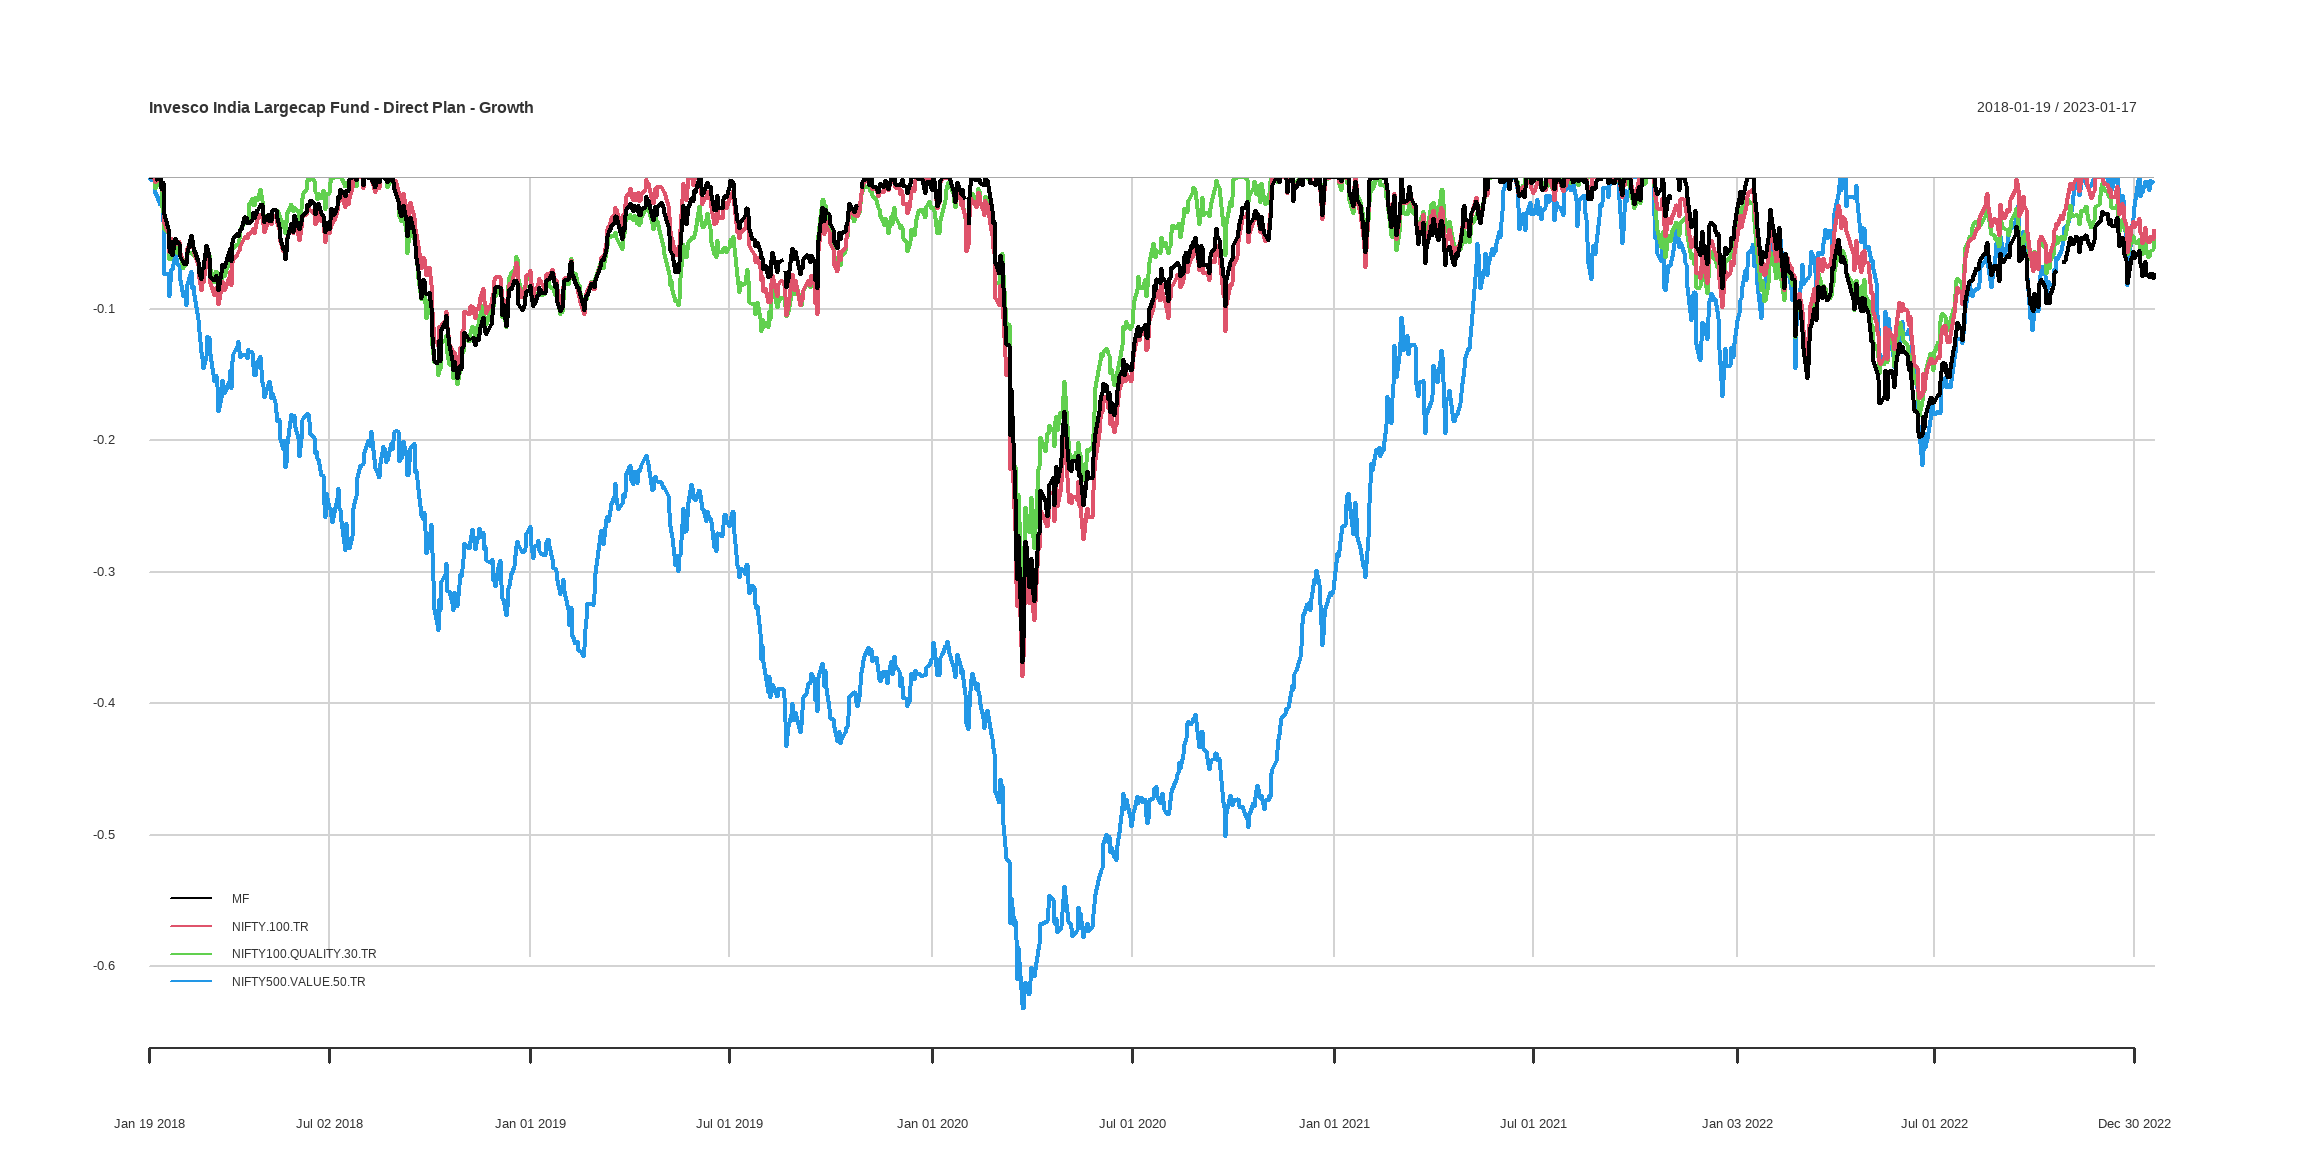 Invesco India Largecap Fund - Direct Plan - Growth
2018-01-19 / 2023-01-17
-0.1
-0.2
-0.3
-0.4
-0.5
-0.6
MF
NIFTY.100.TR
NIFTY100.QUALITY.30.TR
NIFTY500.VALUE.50.TR
Jan 19 2018
Jul 02 2018
Jan 01 2019
Jul 01 2019
Jan 01 2020
Jul 01 2020
Jan 01 2021
Jul 01 2021
Jan 03 2022
Jul 01 2022
Dec 30 2022